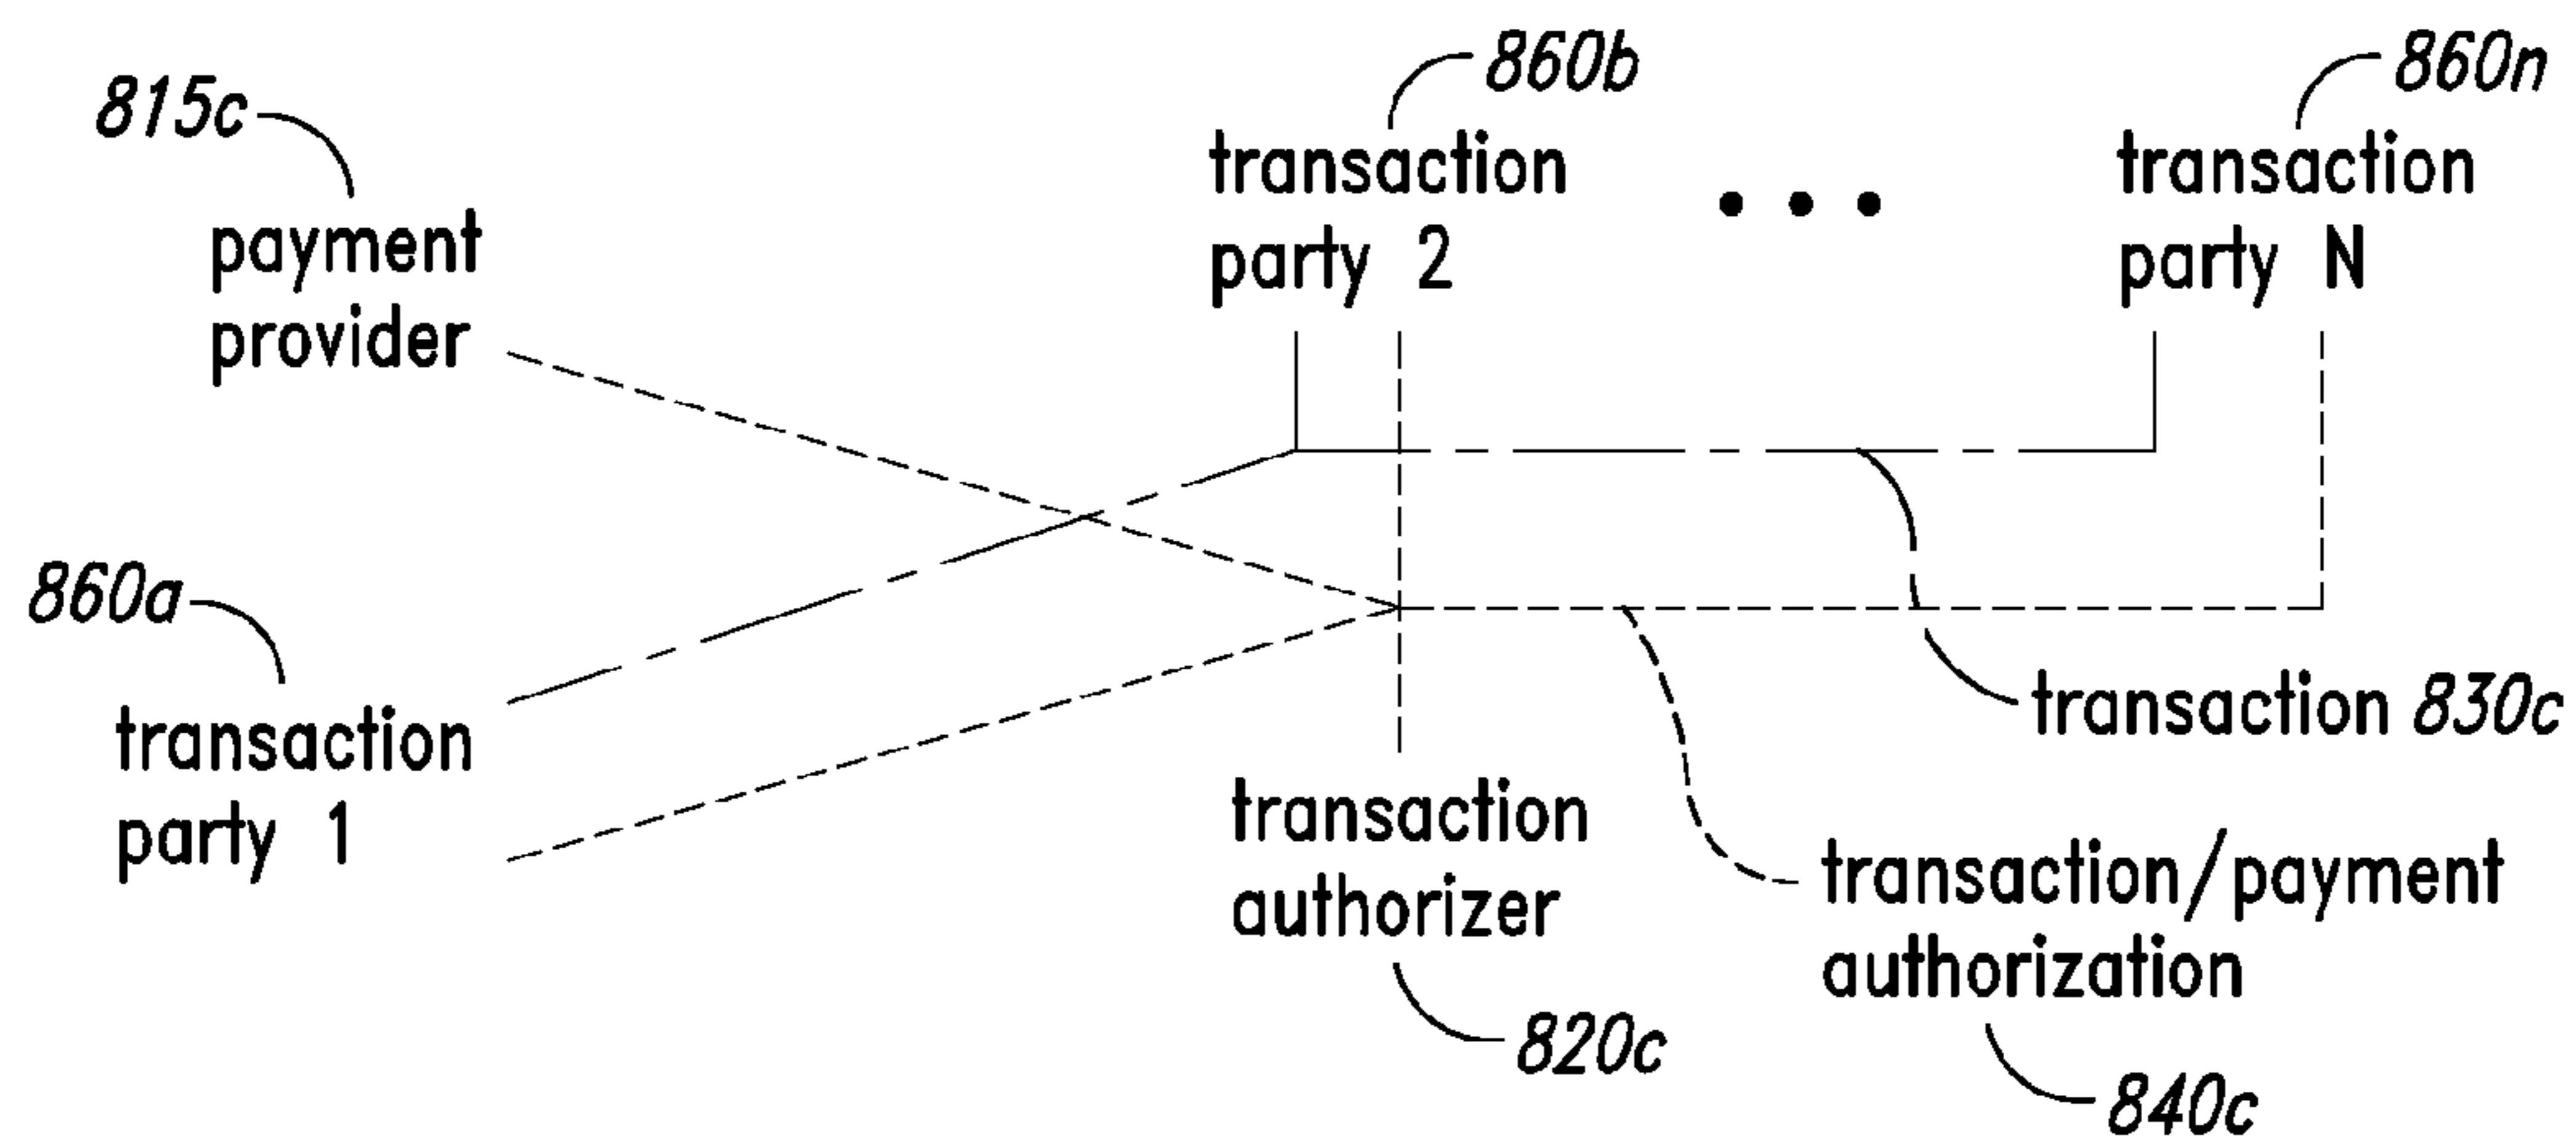 815c
payment
provider
860b
transaction
party 2
860n
transaction
party N
860a
transaction
party 1
transaction 830c
transaction
authorizer
820c
transaction/payment
authorization
840c